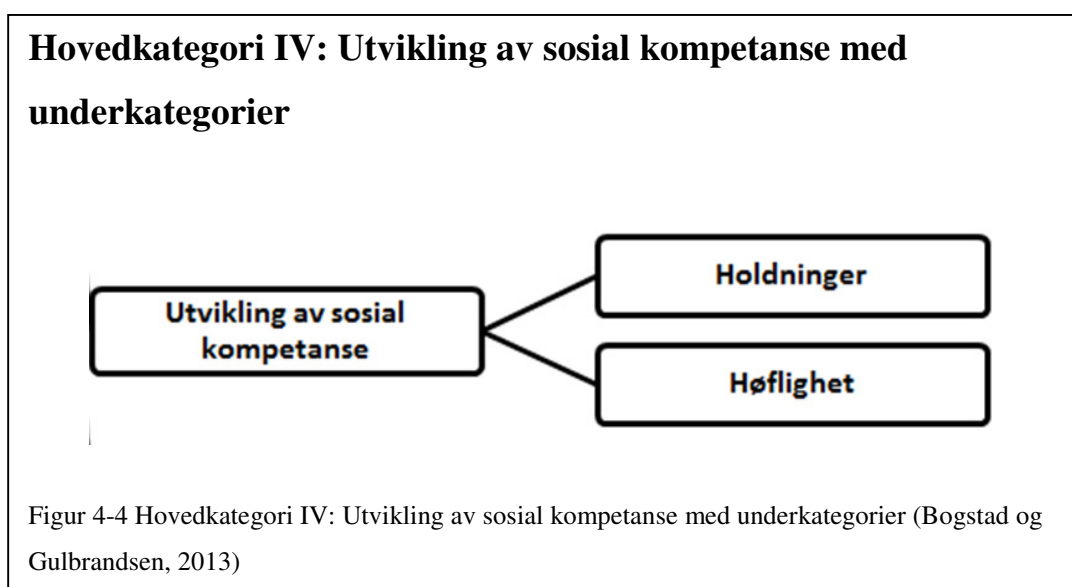 Hovedkategori IV: Utvikling av sosial kompetanse med
underkategorier
Holdninger
Utvikling av sosial
kompetanse
Høflighet
Figur 4-4 Hovedkategori IV: Utvikling av sosial kompetanse med underkategorier (Bogstad og
Gulbrandsen, 2013)